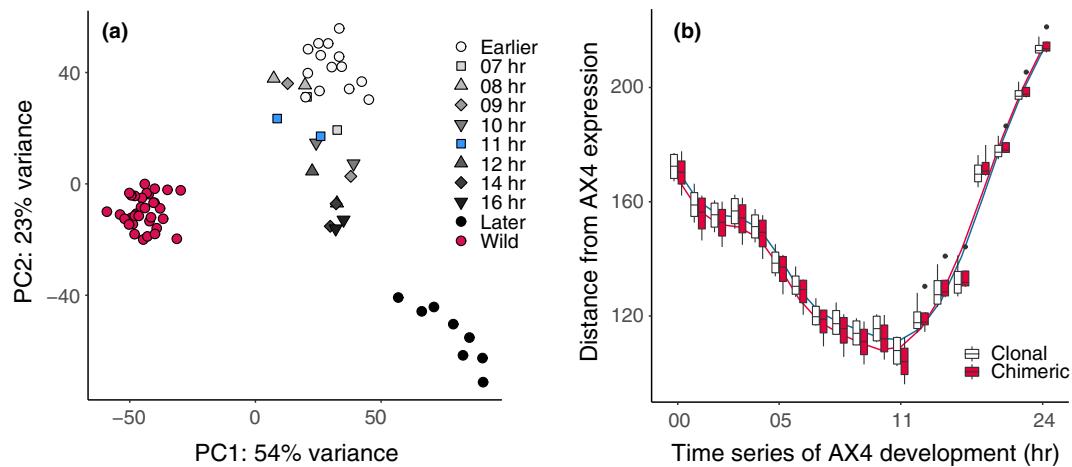 (a)
PC2: 23% variance
40
0
−40
−50
0
50
PC1: 54% variance
Earlier
07 hr
08 hr
09 hr
10 hr
11 hr
12 hr
14 hr
16 hr
Later
Wild
(b)
Distance from AX4 expression
200
160
120
00
05
11
24
Time series of AX4 development (hr)
Clonal
Chimeric